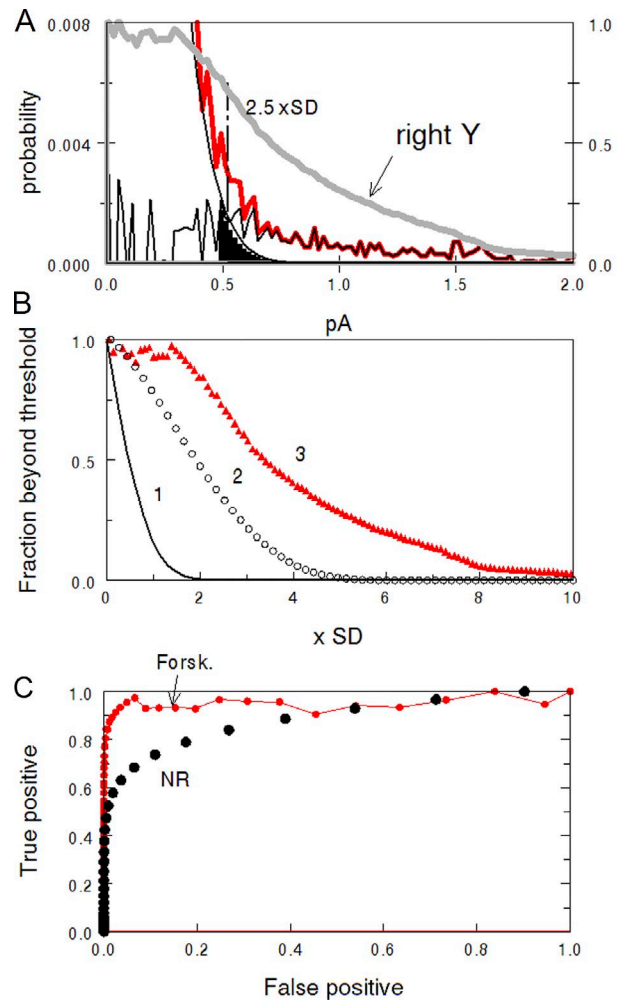 A
0.008
1.0
2.5 xSD
probability
0.004
right Y
0.5
0.000
0.0
0.0
0.5
1.0
1.5
2.0
pA
B
1.0
Fraction beyond threshold
0.5
1
2
3
0.0
0
2
4
6
8
10
x SD
C
Forsk.
1.0
0.8
True positive
0.6
NR
0.4
0.2
0.0
0.0
0.2
0.4
0.6
0.8
1.0
False positive